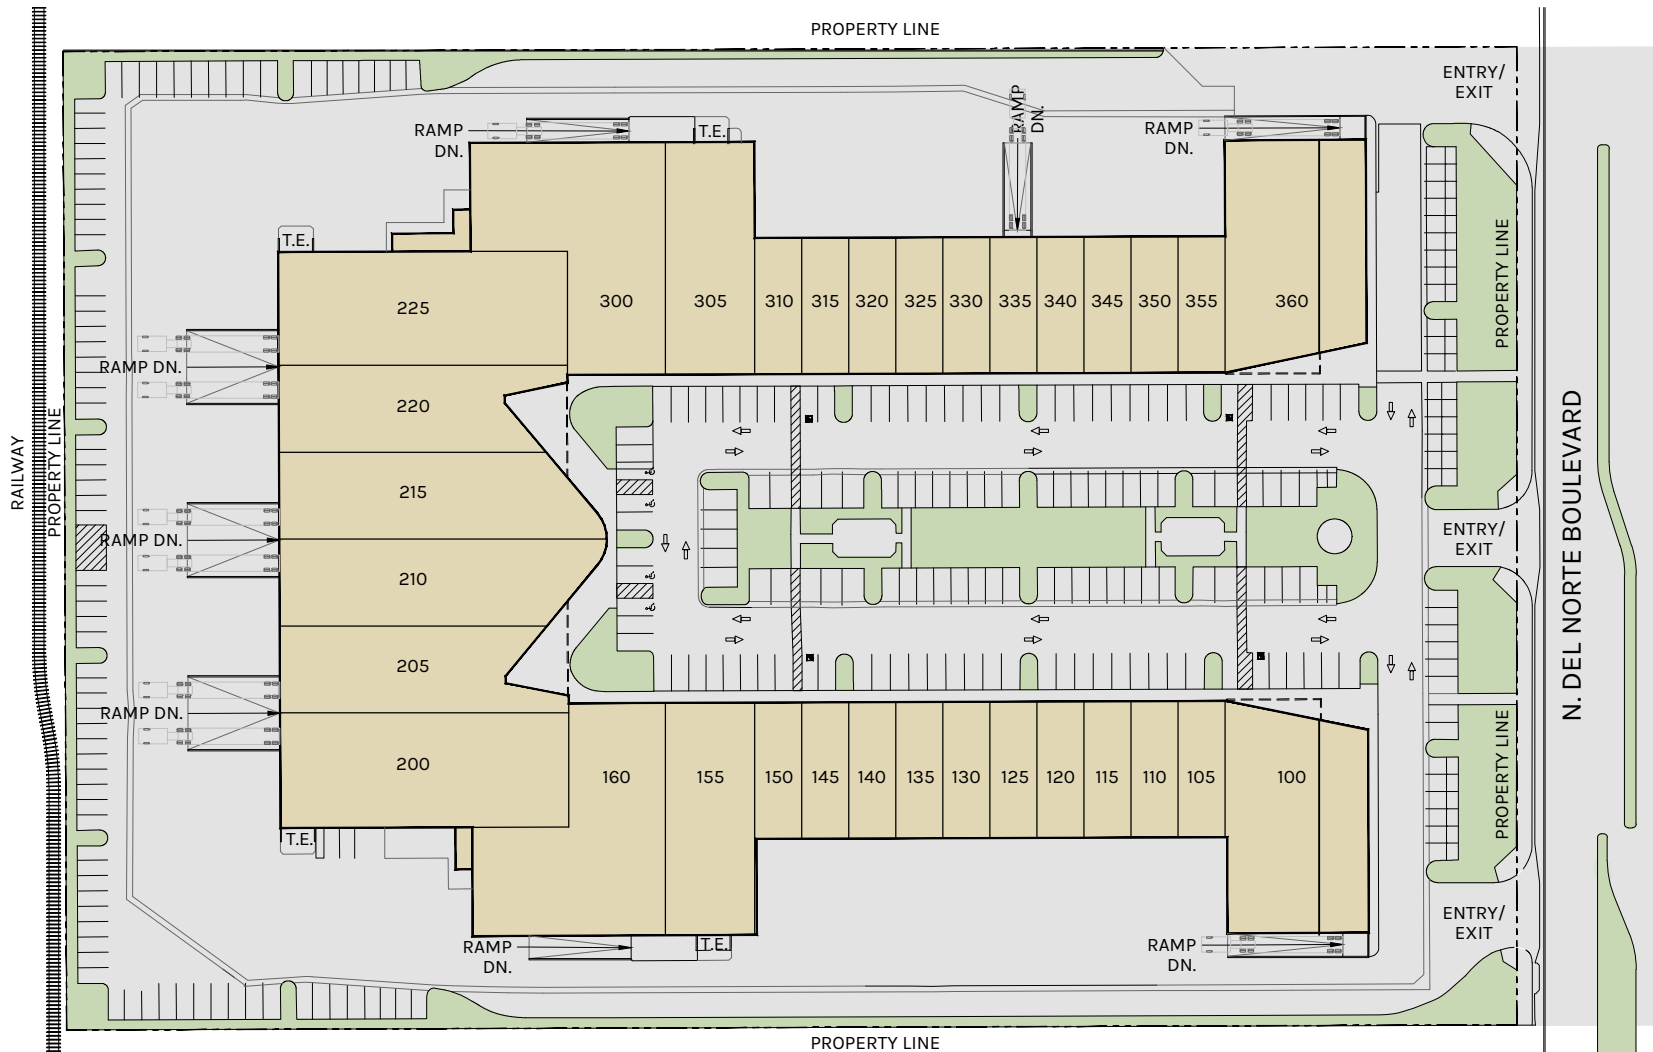 PROPERTY LINE
ENTRY/
EXIT
RAMP
DN.
RAMP
DN.
T.E.
RAMP
DN.
T.E.
PROPERTY LINE
225
300
305
310
315
320
325
330
335
340
345
350
355
360
RAMP DN.
220
RAILWAY
PROPERTY LINE
215
N. DEL NORTE BOULEVARD
RAMP DN.
ENTRY/
EXIT
210
205
RAMP DN.
200
160
155
150
145
140
135
130
125
120
115
110
105
100
PROPERTY LINE
T.E.
RAMP
DN.
T.E.
RAMP
DN.
ENTRY/
EXIT
PROPERTY LINE